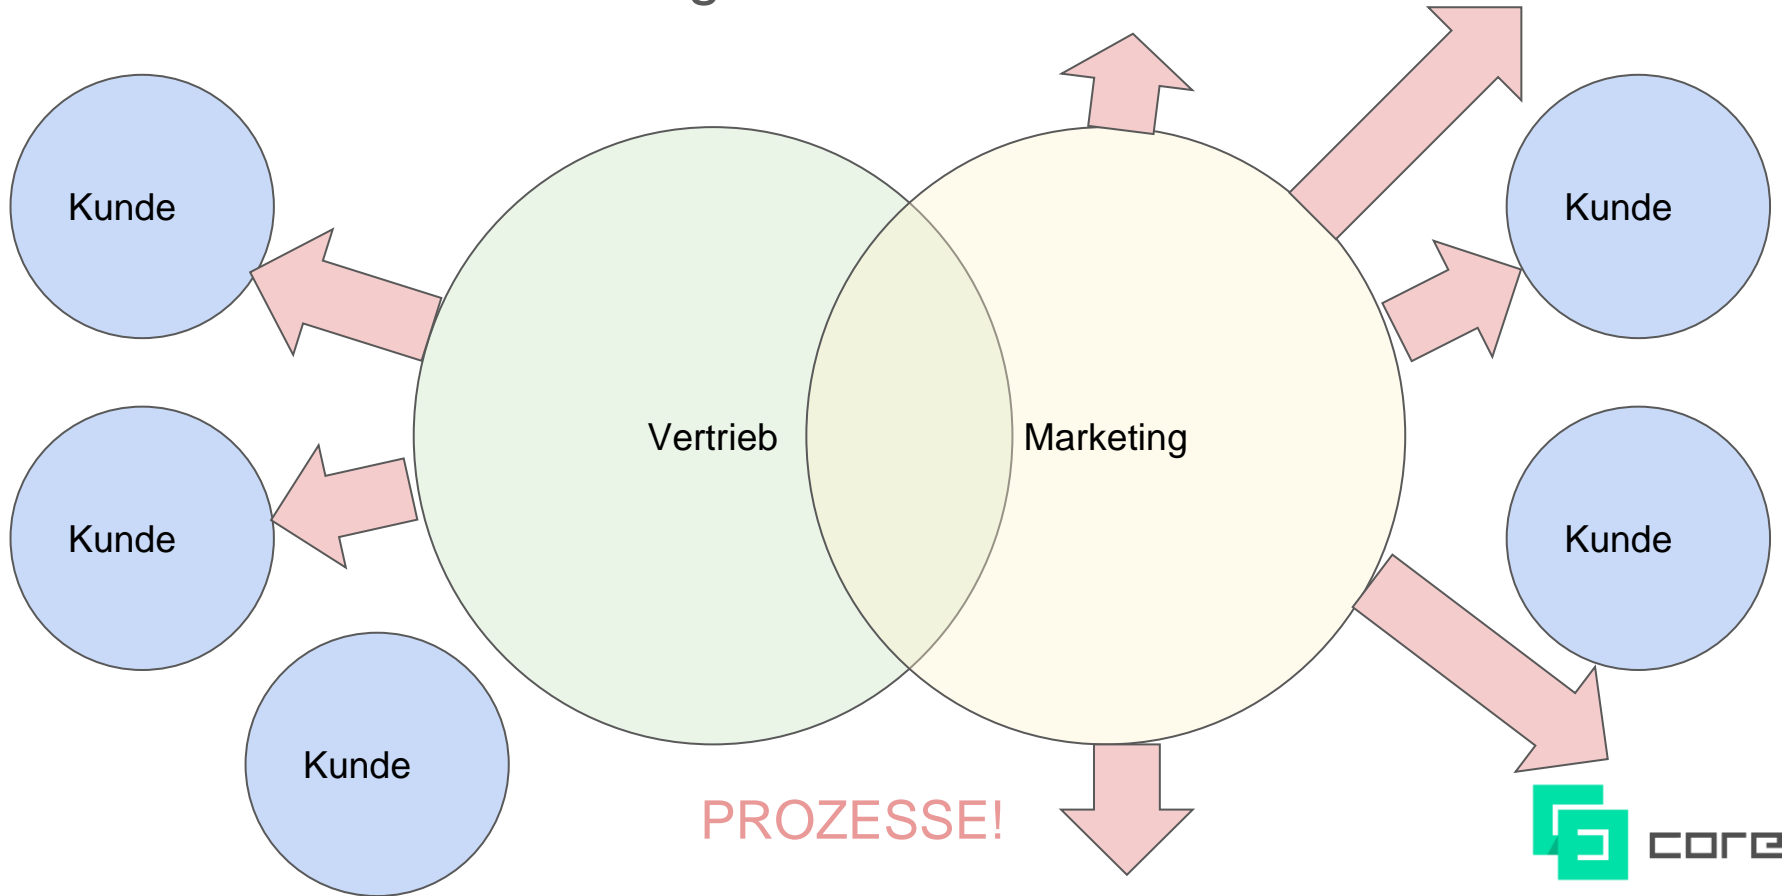 Kunde
Kunde
Vertrieb
Marketing
Kunde
Kunde
Kunde
PROZESSE!
core